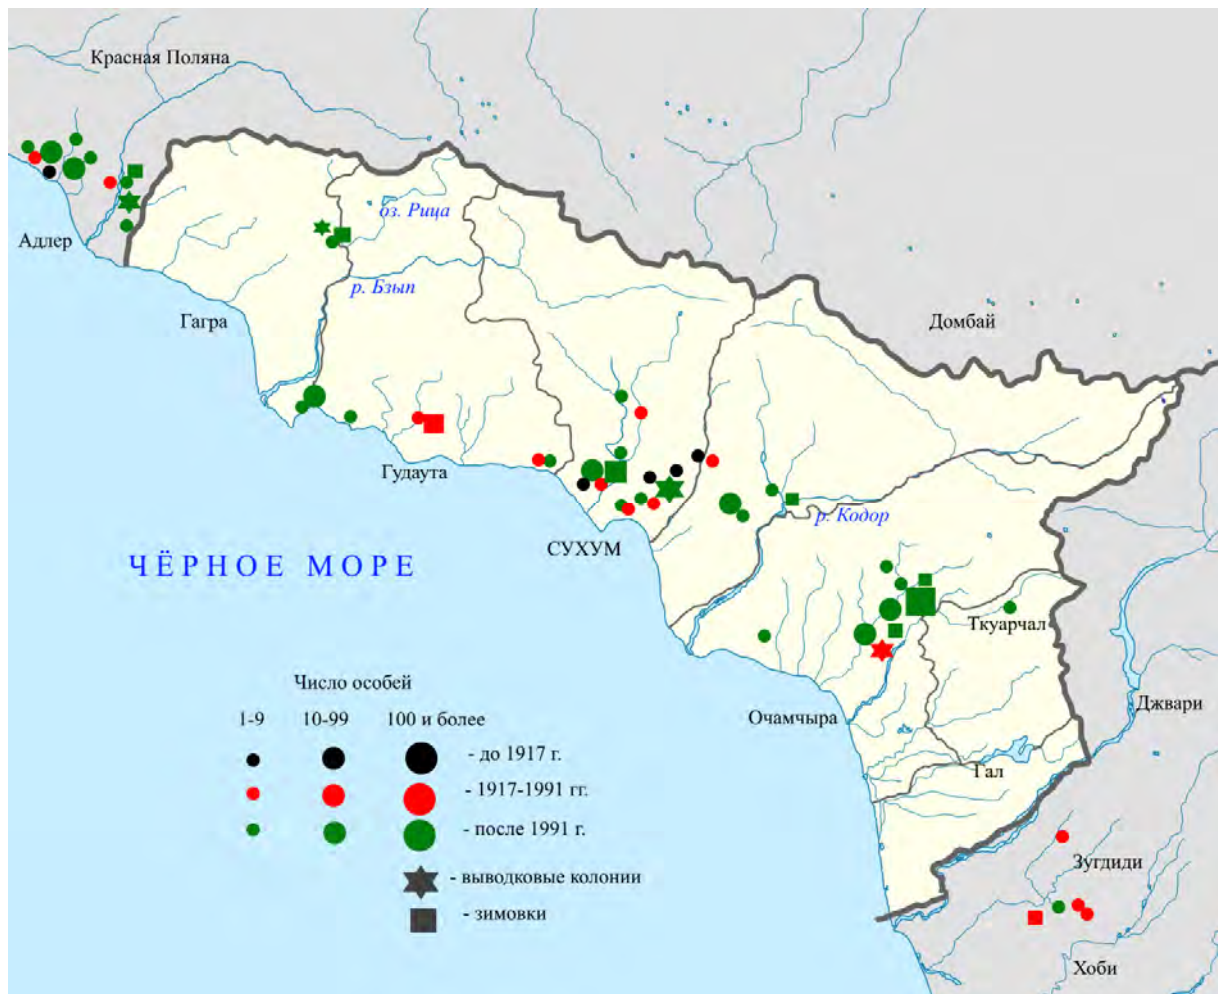 Красная Поляна
оз. Рица
Адлер
р. Бзып
Гагра
Домбай
Гудаута
р. Кодор
СУХУМ
ЧЁРНОЕ МОРЕ
Ткуарчал
Очамчыра
Джвари
Гал
Зугдиди
Хоби
Число особей
1-9 10-99 100 и более
- до 1917 г.
- 1917-1991 гг.
- после 1991 г.
- выводковые колонии
- зимовки